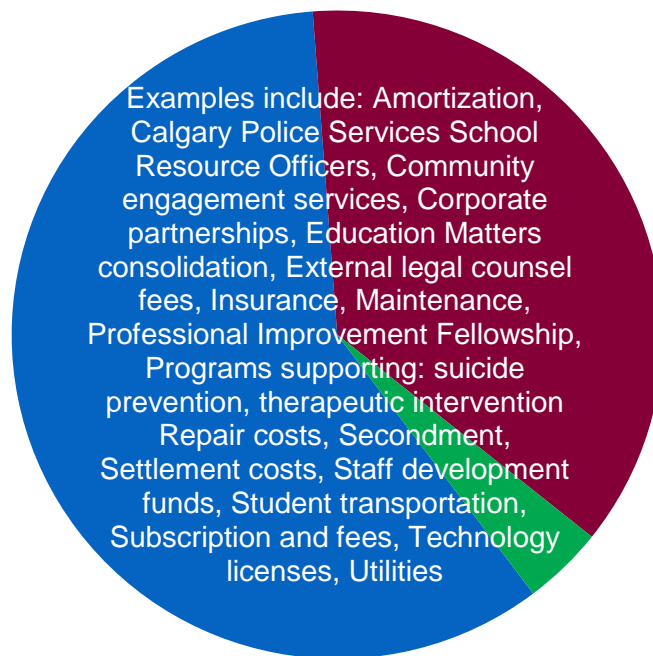 Examples include: Amortization,
Calgary Police Services School
Resource Officers, Community
engagement services, Corporate
partnerships, Education Matters
consolidation, External legal counsel
fees, Insurance, Maintenance,
Professional Improvement Fellowship,
Programs supporting: suicide
prevention, therapeutic intervention
Repair costs, Secondment,
Settlement costs, Staff development
funds, Student transportation,
Subscription and fees, Technology
licenses, Utilities